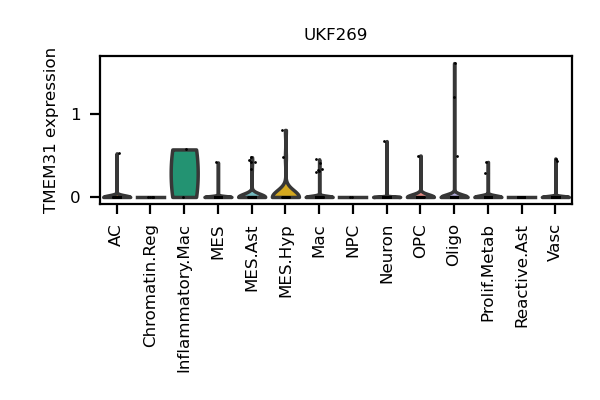 UKF269
TMEM31 expression
1
0
AC
Chromatin.Reg
Inflammatory.Mac
MES
MES.Ast
MES.Hyp
Mac
NPC
Neuron
OPC
Oligo
Prolif.Metab
Reactive.Ast
Vasc